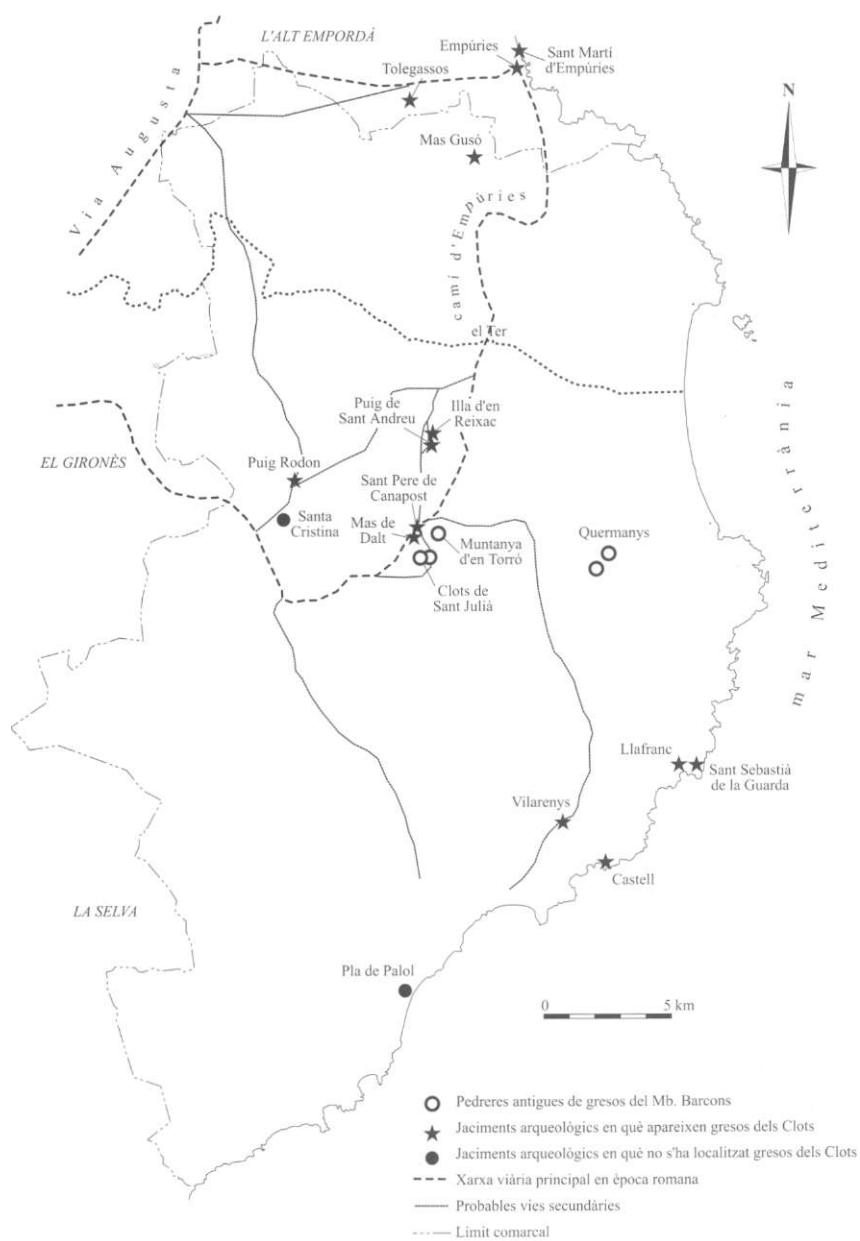 L'ALT EMPORDÀ
Empúries
Sant Martí
d'Empúries
Tolegassos
N
Via Augusta
Mas Gusó
camí d'Empúries
el Ter
mar Mediterrània
Puig de
Sant Andreu
Illa d'en
Reixac
EL GIRONÈS
Puig Rodon
Sant Pere de
Canapost
Santa
Cristina
Mas de
Dalt
Muntanya
d'en Torró
Quermanys
Clots de
Sant Julià
Llafranc
Sant Sebastià
de la Guarda
Vilarenys
Castell
LA SELVA
Pla de Palol
0 5 km
Pedreres antigues de gresos del Mb. Barcons
Jaciments arqueològics en què apareixen gresos dels Clots
Jaciments arqueològics en què no s'ha localitzat gresos dels Clots
Xarxa viària principal en època romana
Probables vies secundàries
Límit comarcal